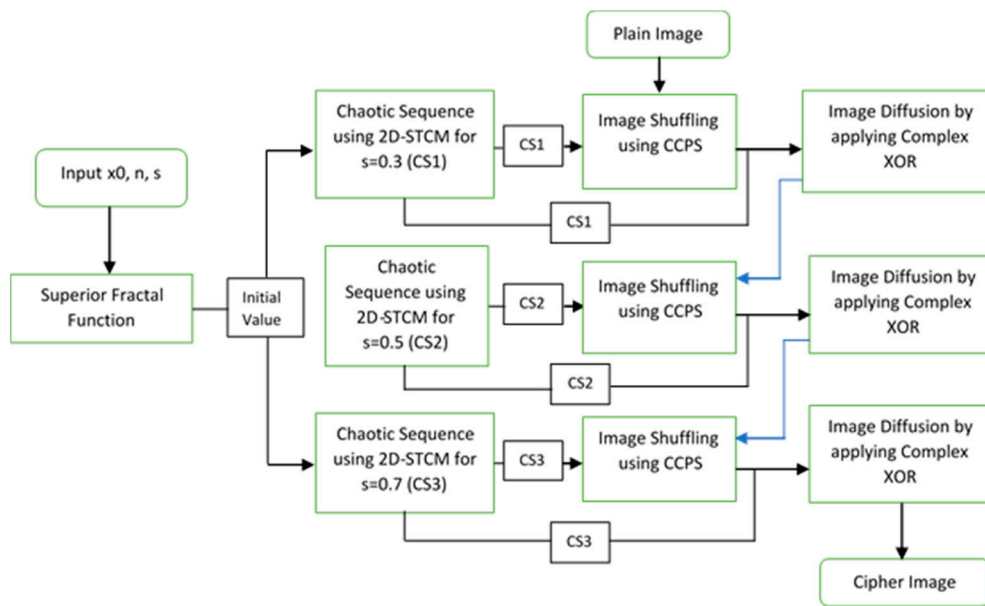 Plain Image
Input x0, n, s
Superior Fractal
Function
Initial
Value
Chaotic Sequence
using 2D-STCM for
s=0.3 (CS1)
CS1
Image Shuffling
using CCPS
Image Diffusion by
applying Complex
XOR
CS1
Chaotic
Sequence using
2D-STCM for
s=0.5 (CS2)
CS2
Image Shuffling
using CCPS
Image Diffusion by
applying Complex
XOR
CS2
Chaotic Sequence
using 2D-STCM for
s=0.7 (CS3)
CS3
Image Shuffling
using CCPS
Image Diffusion by
applying Complex
XOR
CS3
Cipher Image